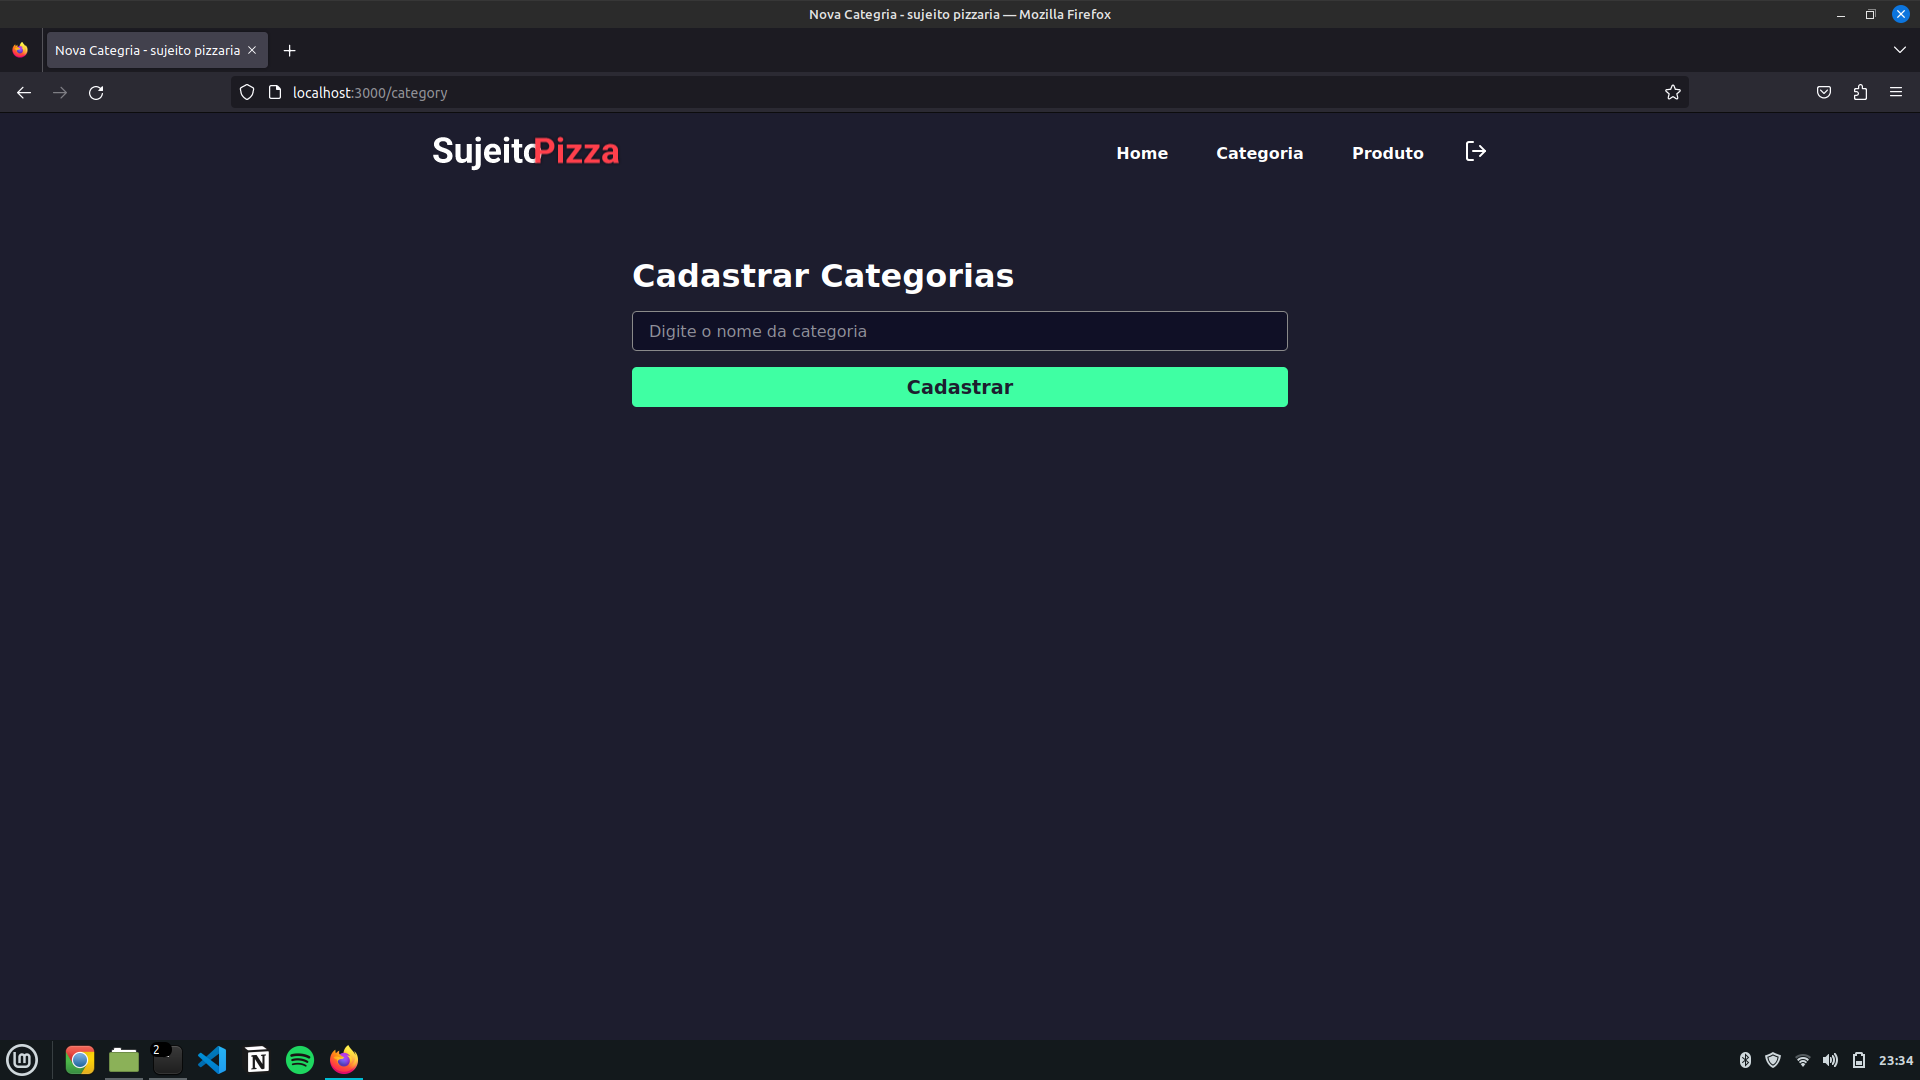 Nova Categria - sujeito pizzaria — Mozilla Firefox
Nova Categria - sujeito pizzaria
localhost:3000/category
SujeitoPizza
Home
Categoria
Produto
Cadastrar Categorias
Digite o nome da categoria
Cadastrar
2
23:34